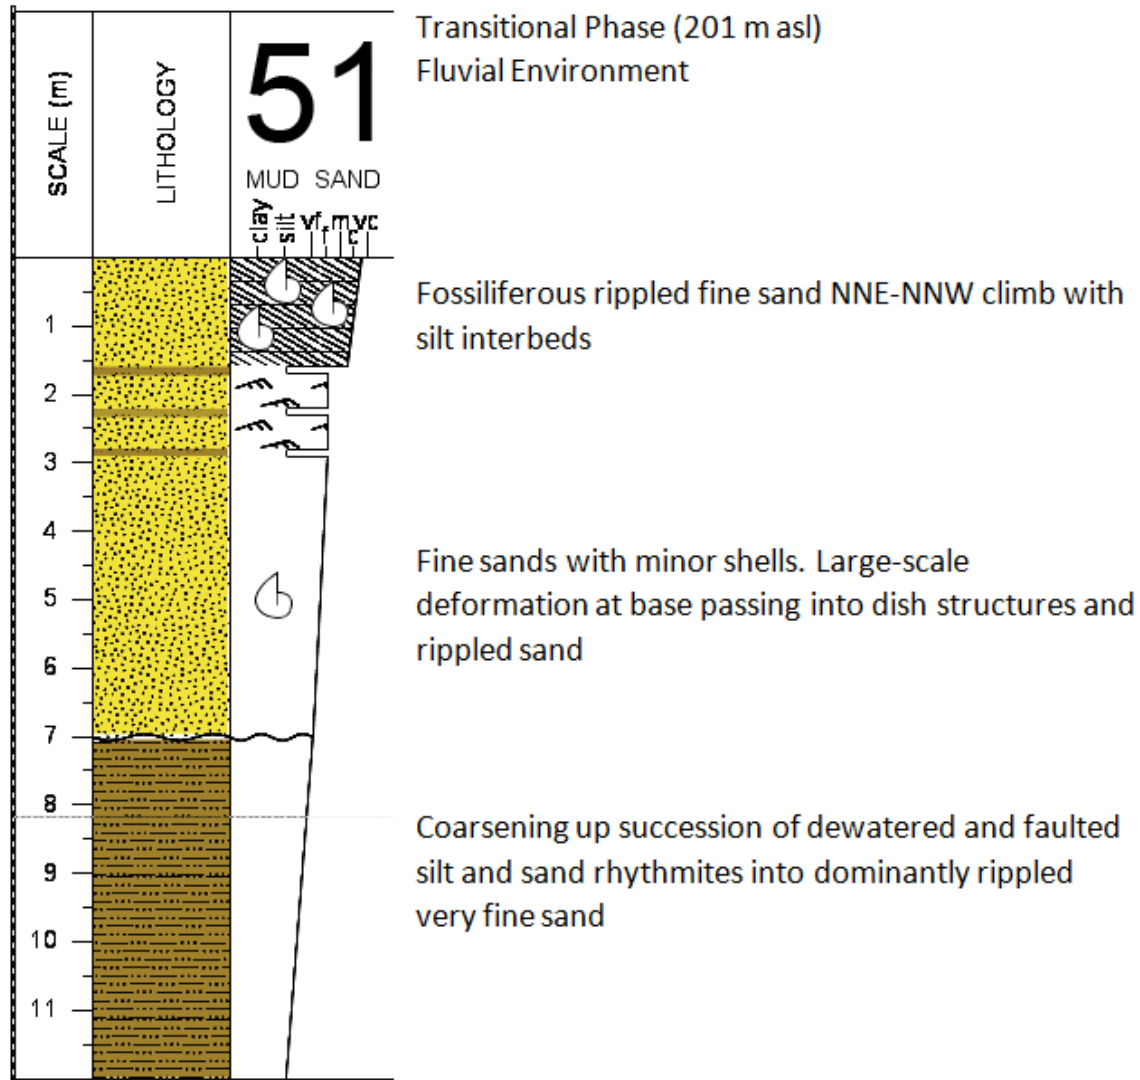 SCALE (m)
LITHOLOGY
51
MUD SAND
clay silt vf f m c vc
Transitional Phase (201 m asl)
Fluvial Environment
1
2
3
4
5
6
7
8
9
10
11
Fossiliferous rippled fine sand NNE-NNW climb with
silt interbeds
Fine sands with minor shells. Large-scale
deformation at base passing into dish structures and
rippled sand
Coarsening up succession of dewatered and faulted
silt and sand rhythmites into dominantly rippled
very fine sand